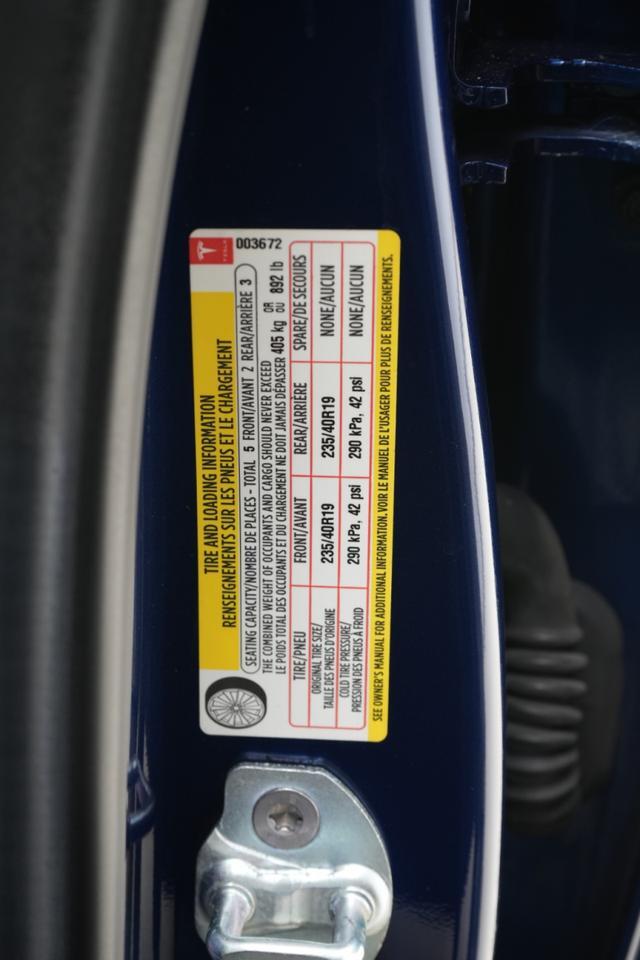 TESLA
003672
TIRE AND LOADING INFORMATION
RENSEIGNEMENTS SUR LES PNEUS ET LE CHARGEMENT
SEATING CAPACITY/NOMBRE DE PLACES - TOTAL 5 FRONT/AVANT 2 REAR/ARRIÈRE 3
THE COMBINED WEIGHT OF OCCUPANTS AND CARGO SHOULD NEVER EXCEED
LE POIDS TOTAL DES OCCUPANTS ET DU CHARGEMENT NE DOIT JAMAIS DÉPASSER 405 kg OR OU 892 lb
TIRE/PNEU FRONT/AVANT REAR/ARRIÈRE SPARE/DE SECOURS
ORIGINAL TIRE SIZE/
TAILLE DES PNEUS D'ORIGINE 235/40R19 235/40R19 NONE/AUCUN
COLD TIRE PRESSURE/
PRESSION DES PNEUS À FROID 290 kPa, 42 psi 290 kPa, 42 psi NONE/AUCUN
SEE OWNER'S MANUAL FOR ADDITIONAL INFORMATION. VOIR LE MANUEL DE L'USAGER POUR PLUS DE RENSEIGNEMENTS.